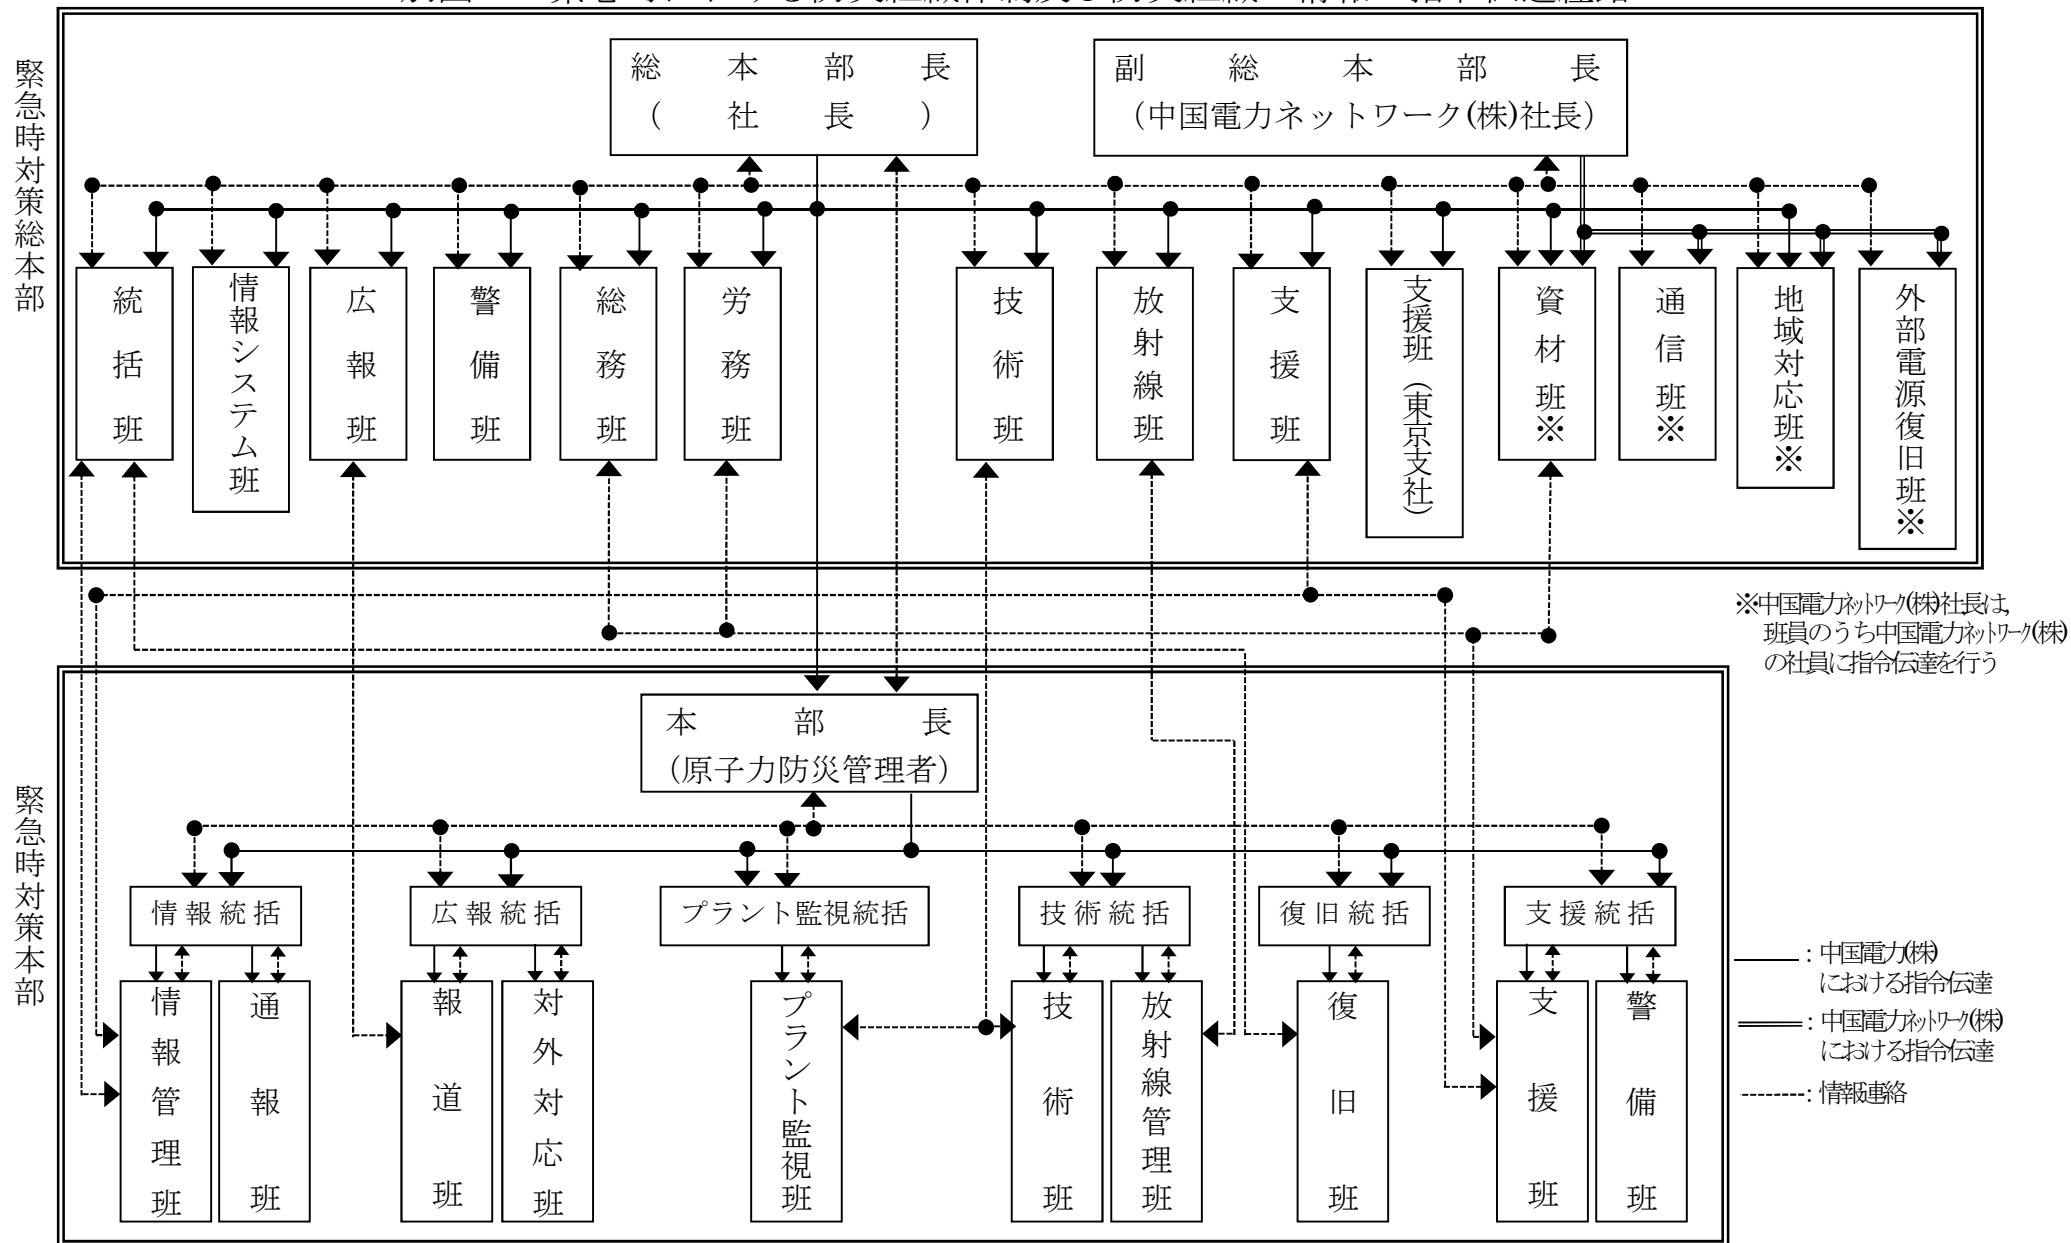 緊急時対策総本部
総本部長
（社長）
副総本部長
（中国電力ネットワーク(株)社長）
統括班
情報システム班
広報班
警備班
総務班
労務班
技術班
放射線班
支援班
支援班（東京支社）
資材班※
通信班※
地域対応班※
外部電源復旧班※
※中国電力ネットワーク(株)社長は、
班員のうち中国電力ネットワーク(株)
の社員に指令伝達を行う
緊急時対策本部
本部長
（原子力防災管理者）
情報統括
広報統括
プラント監視統括
技術統括
復旧統括
支援統括
情報管理班
通報班
報道班
対外対応班
プラント監視班
技術班
放射線管理班
復旧班
支援班
警備班
：中国電力(株)
における指令伝達
：中国電力ネットワーク(株)
における指令伝達
：情報連絡